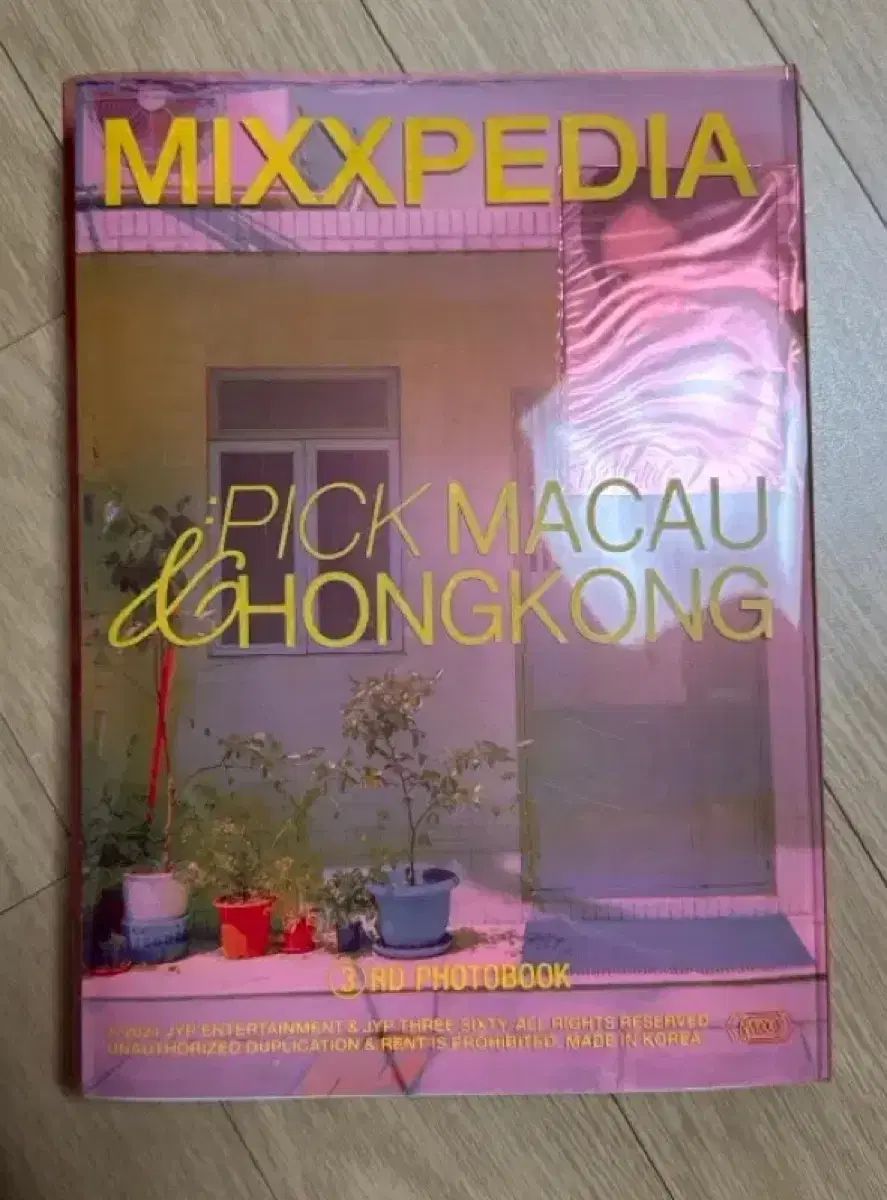 MIXXPEDIA
:PICK MACAU
&HONGKONG
3RD PHOTOBOOK
© 2024 JYP ENTERTAINMENT & JYP THREE SIXTY. ALL RIGHTS RESERVED
UNAUTHORIZED DUPLICATION & RENT IS PROHIBITED. MADE IN KOREA